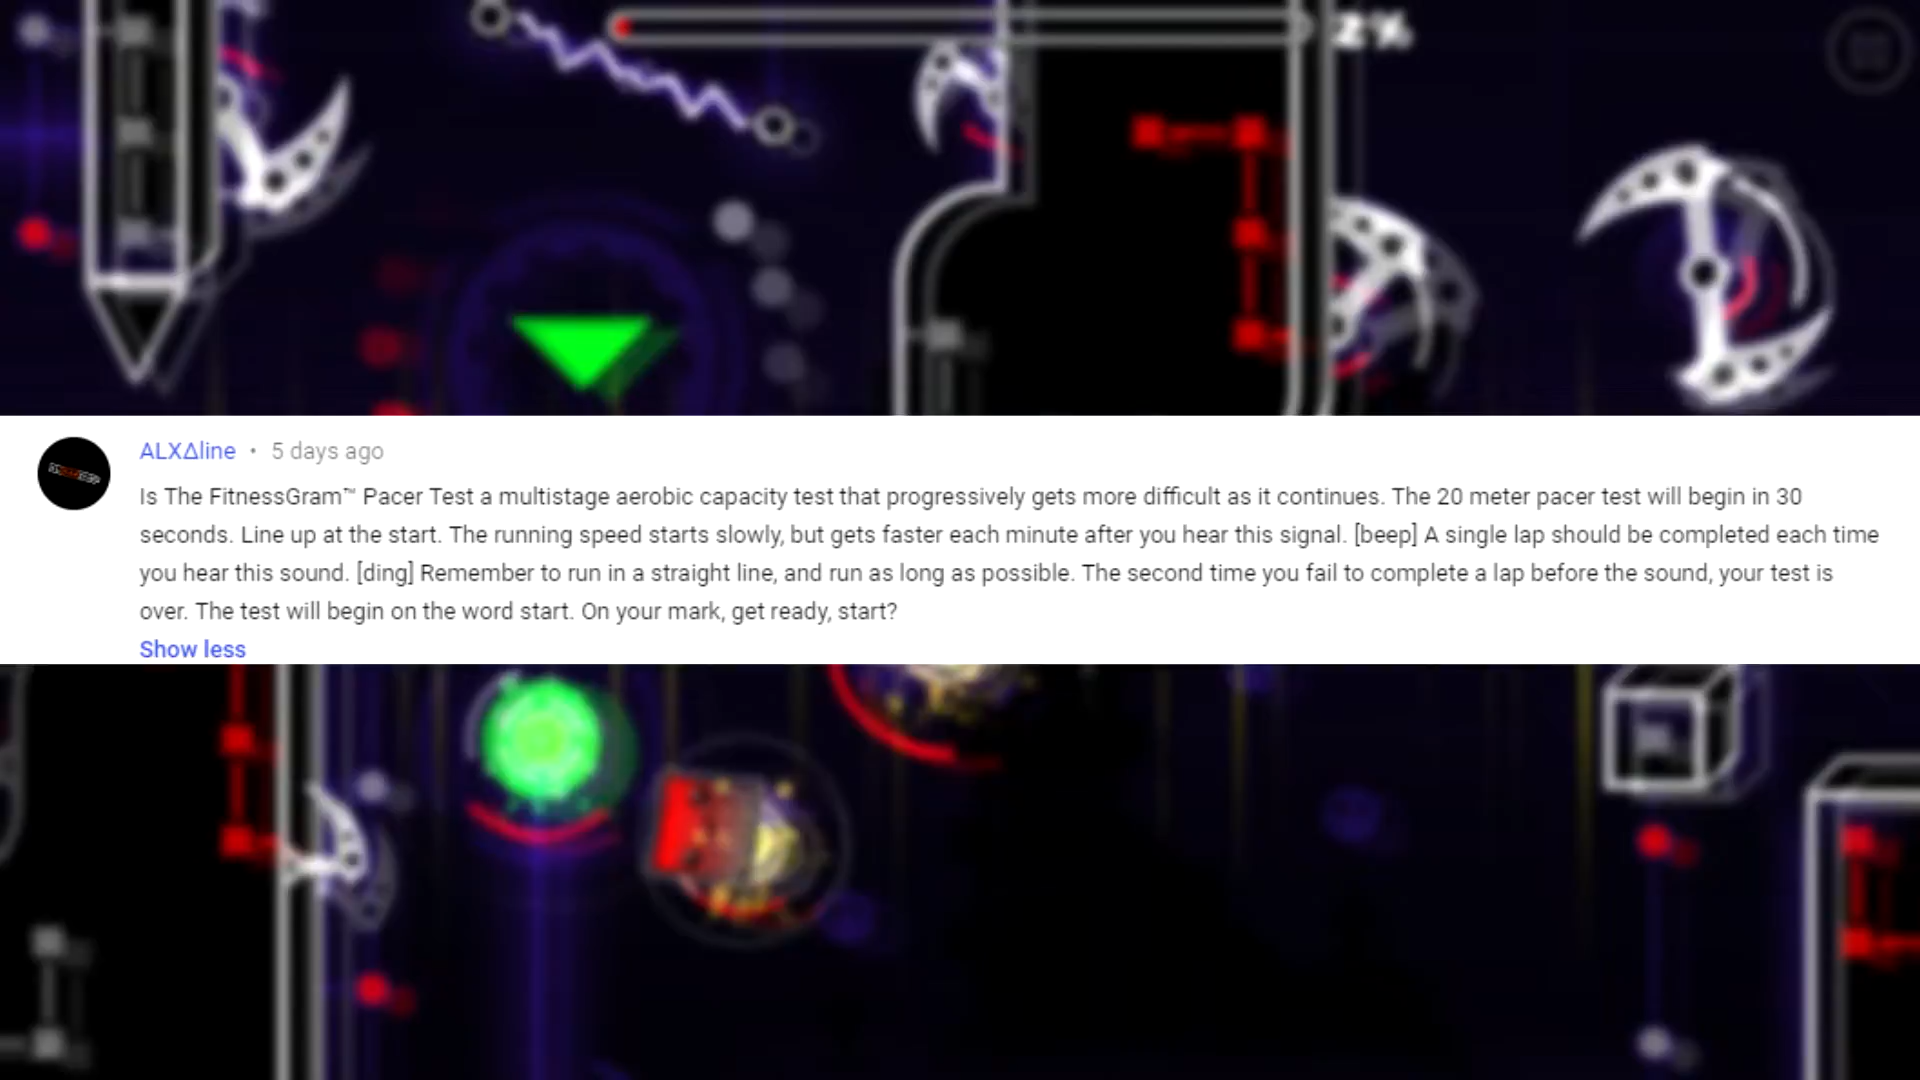 2%
ALXΔline • 5 days ago
Is The FitnessGram™ Pacer Test a multistage aerobic capacity test that progressively gets more difficult as it continues. The 20 meter pacer test will begin in 30
seconds. Line up at the start. The running speed starts slowly, but gets faster each minute after you hear this signal. [beep] A single lap should be completed each time
you hear this sound. [ding] Remember to run in a straight line, and run as long as possible. The second time you fail to complete a lap before the sound, your test is
over. The test will begin on the word start. On your mark, get ready, start?
Show less